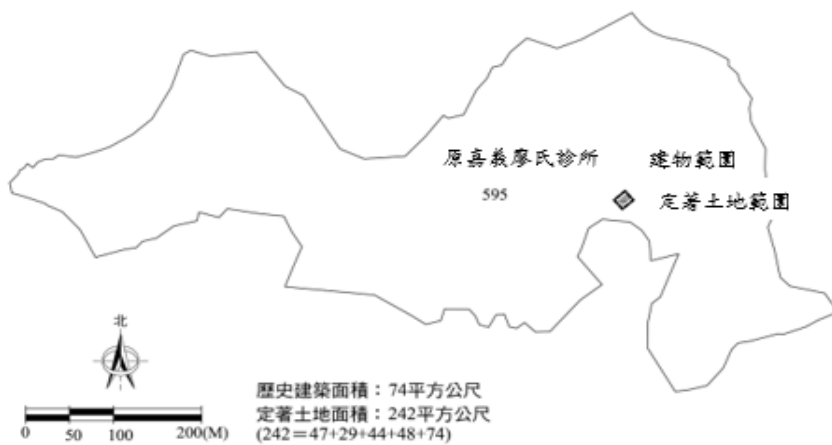 原嘉義廖氏診所 建物範圍
595
定著土地範圍
北
0 50 100 200(M)
歷史建築面積：74平方公尺
定著土地面積：242平方公尺
(242＝47+29+44+48+74)